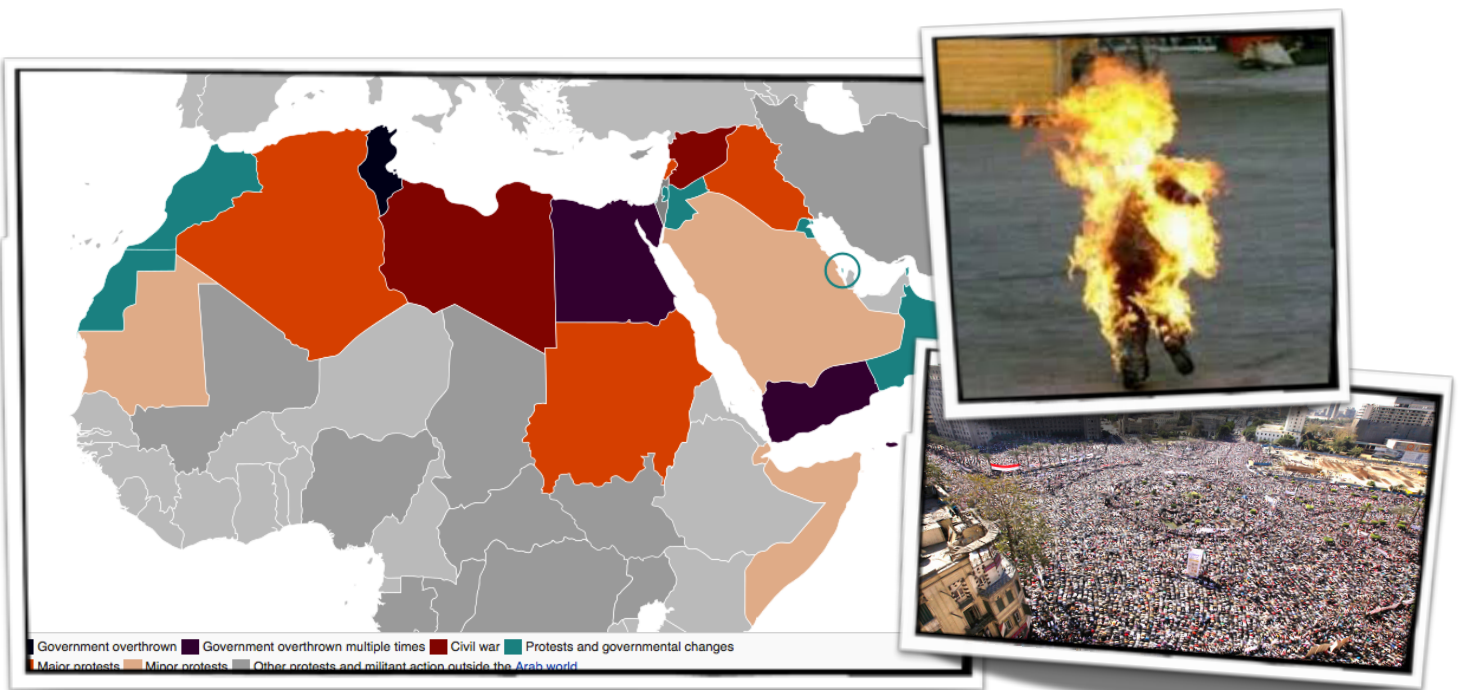 Government overthrown Government overthrown multiple times Civil war Protests and governmental changes
Major protests Minor protests Other protests and militant action outside the Arab world